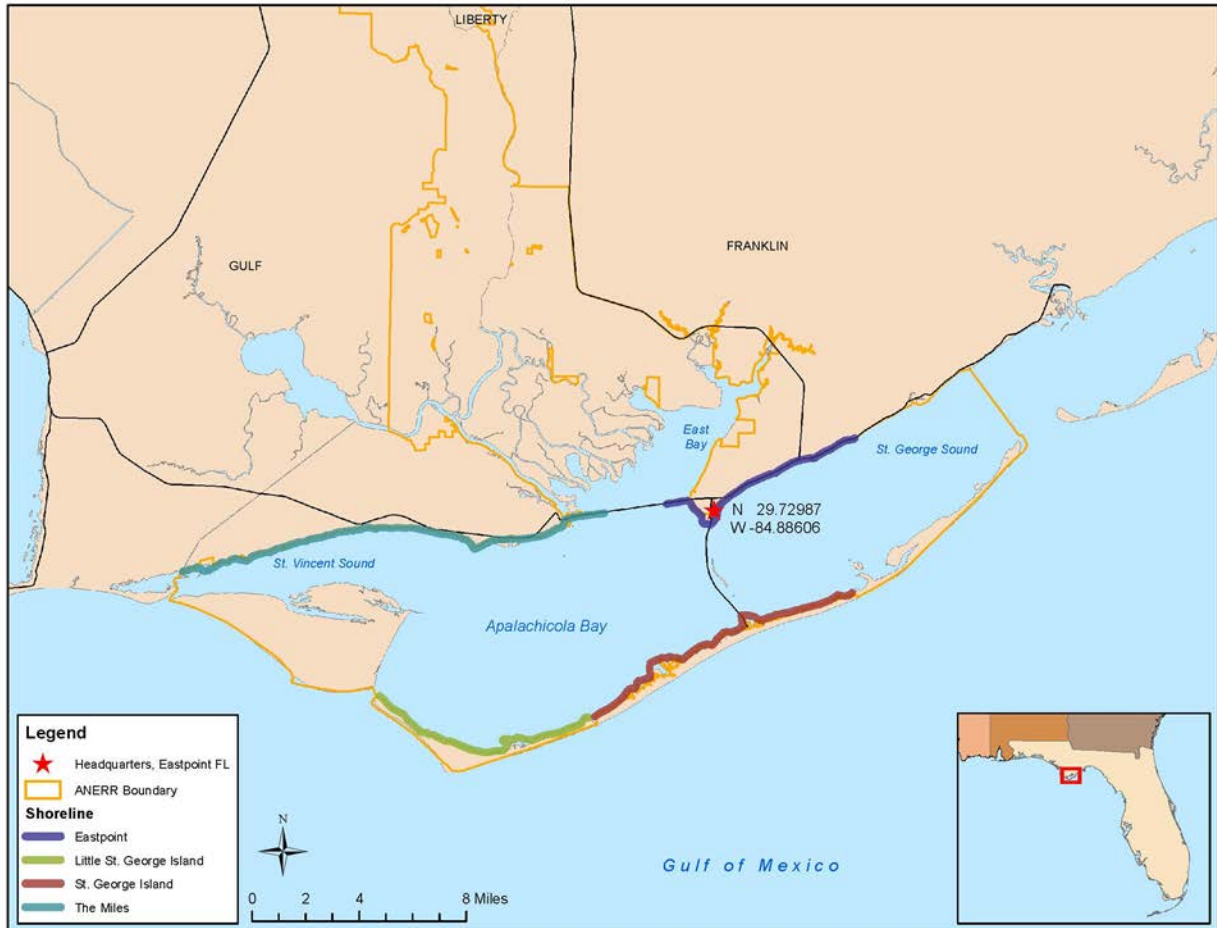 LIBERTY
FRANKLIN
GULF
East
Bay
St. George Sound
N 29.72987
W -84.88606
St. Vincent Sound
Apalachicola Bay
Legend
Headquarters, Eastpoint FL
ANERR Boundary
Shoreline
Eastpoint
Little St. George Island
St. George Island
The Miles
N
0 2 4 8 Miles
Gulf of Mexico